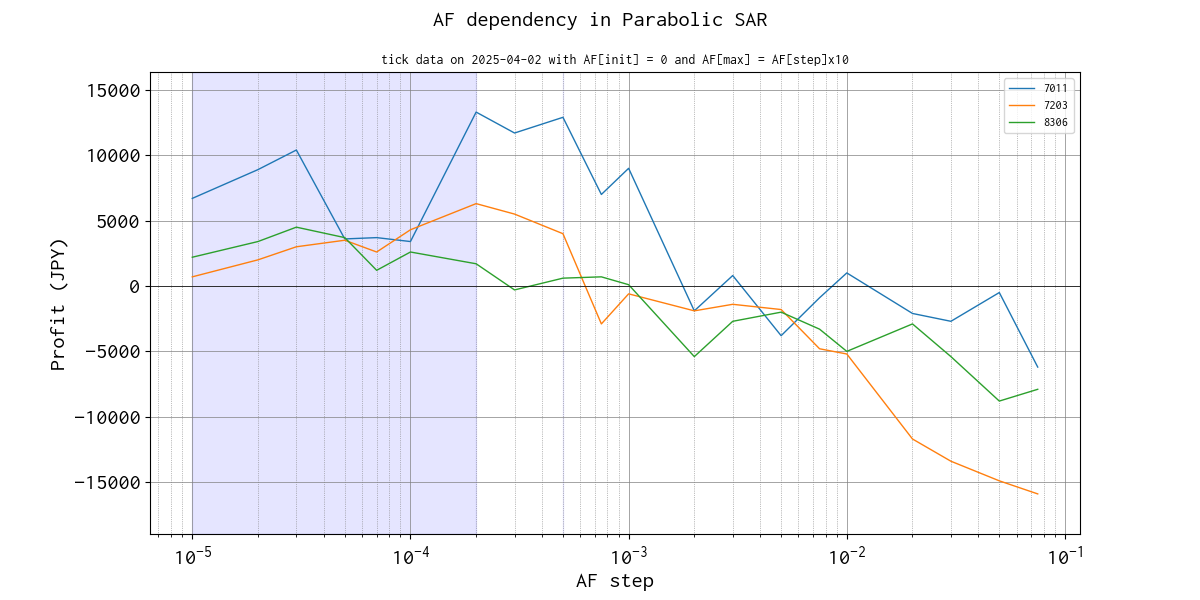 AF dependency in Parabolic SAR
tick data on 2025-04-02 with AF[init] = 0 and AF[max] = AF[step]x10
7011
7203
8306
15000
10000
5000
0
−5000
−10000
−15000
Profit (JPY)
10⁻⁵ 10⁻⁴ 10⁻³ 10⁻² 10⁻¹
AF step